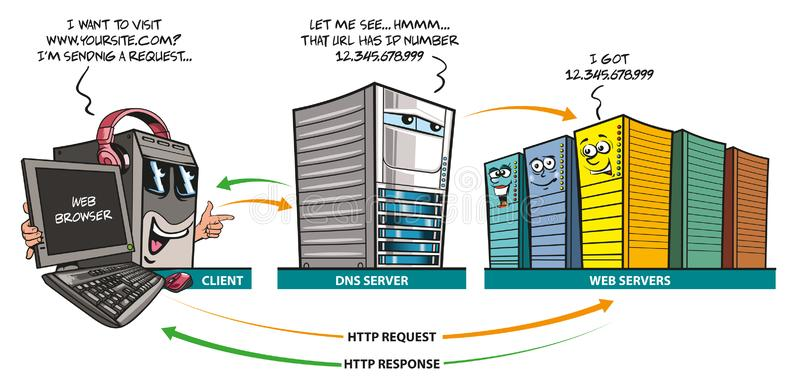 I WANT TO VISIT
WWW.YOURSITE.COM?
I'M SENDNIG A REQUEST...
LET ME SEE...HMMM...
THAT URL HAS IP NUMBER
12.345.678.999
I GOT
12.345.678.999
WEB
BROWSER
CLIENT
DNS SERVER
WEB SERVERS
HTTP REQUEST
HTTP RESPONSE
dreamstime